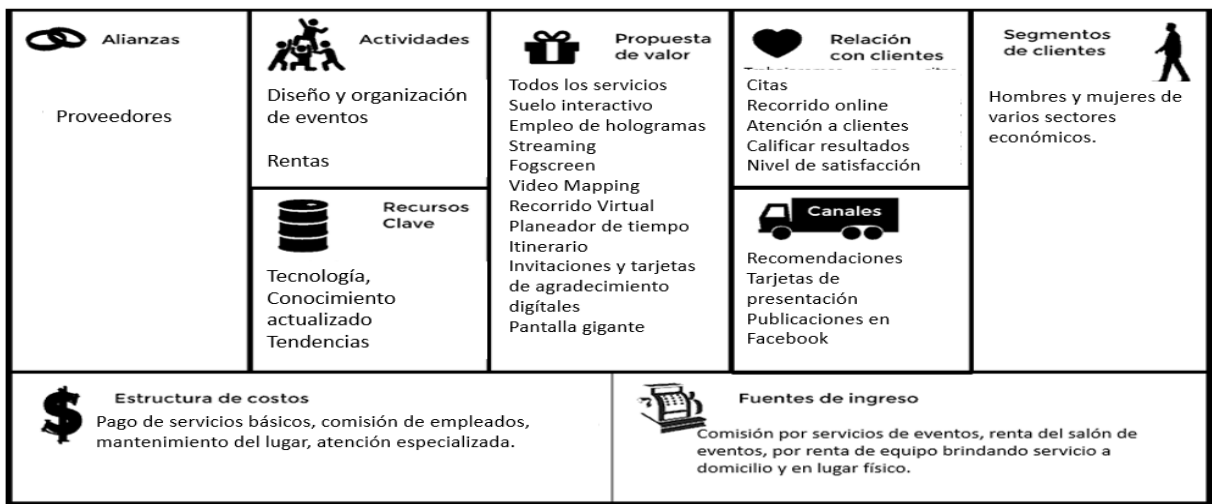 Alianzas
Proveedores
Actividades
Diseño y organización
de eventos
Rentas
Recursos
Clave
Tecnología,
Conocimiento
actualizado
Tendencias
Propuesta
de valor
Todos los servicios
Suelo interactivo
Empleo de hologramas
Streaming
Fogscreen
Video Mapping
Recorrido Virtual
Planeador de tiempo
Itinerario
Invitaciones y tarjetas
de agradecimiento
digítales
Pantalla gigante
Relación
con clientes
Citas
Recorrido online
Atención a clientes
Calificar resultados
Nivel de satisfacción
Canales
Recomendaciones
Tarjetas de
presentación
Publicaciones en
Facebook
Segmentos
de clientes
Hombres y mujeres de
varios sectores
económicos.
Estructura de costos
Pago de servicios básicos, comisión de empleados,
mantenimiento del lugar, atención especializada.
Fuentes de ingreso
Comisión por servicios de eventos, renta del salón de
eventos, por renta de equipo brindando servicio a
domicilio y en lugar físico.